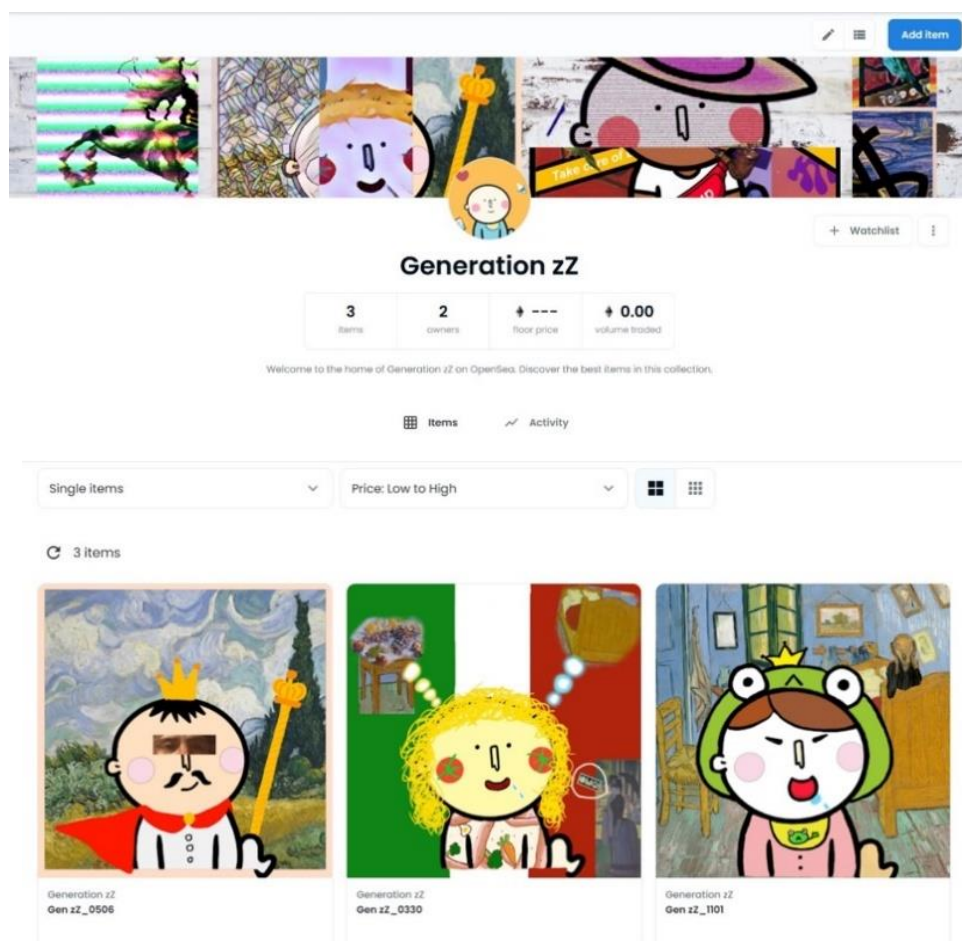 Add item
Take care of
+ Watchlist
Generation zZ
3 2 --- 0.00
items owners floor price volume traded
Welcome to the home of Generation zZ on OpenSea. Discover the best items in this collection.
Items Activity
Single items Price: Low to High
3 items
Generation zZ Generation zZ Generation zZ
Gen zZ_0506 Gen zZ_0330 Gen zZ_1101